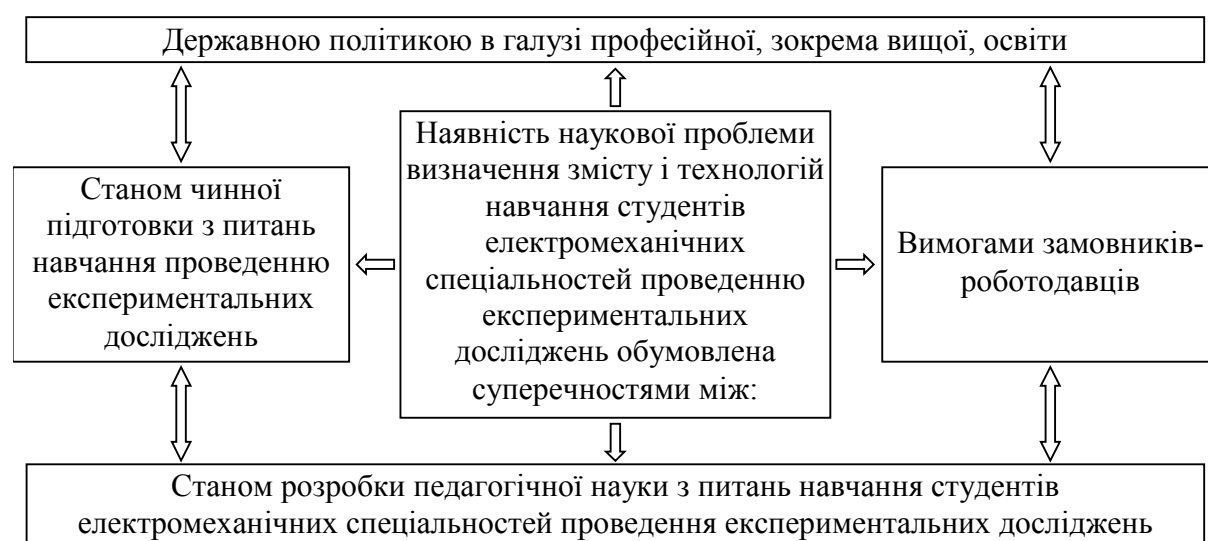 Державною політикою в галузі професійної, зокрема вищої, освіти
Наявність наукової проблеми
визначення змісту і технологій
навчання студентів
електромеханічних
спеціальностей проведенню
експериментальних
досліджень обумовлена
суперечностями між:
Станом чинної
підготовки з питань
навчання проведенню
експериментальних
досліджень
Вимогами замовників-
роботодавців
Станом розробки педагогічної науки з питань навчання студентів
електромеханічних спеціальностей проведення експериментальних досліджень